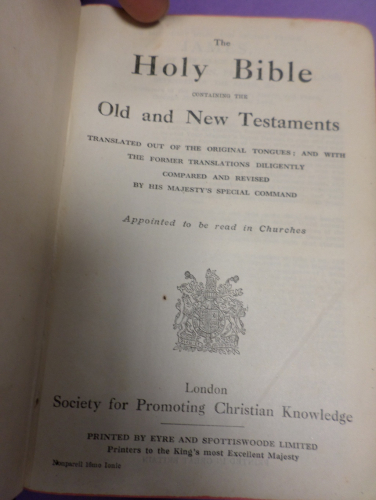 The
Holy Bible
CONTAINING THE
Old and New Testaments
TRANSLATED OUT OF THE ORIGINAL TONGUES; AND WITH
THE FORMER TRANSLATIONS DILIGENTLY
COMPARED AND REVISED
BY HIS MAJESTY'S SPECIAL COMMAND
Appointed to be read in Churches
London
Society for Promoting Christian Knowledge
PRINTED BY EYRE AND SPOTTISWOODE LIMITED
Printers to the King's most Excellent Majesty
Nonpareil 16mo